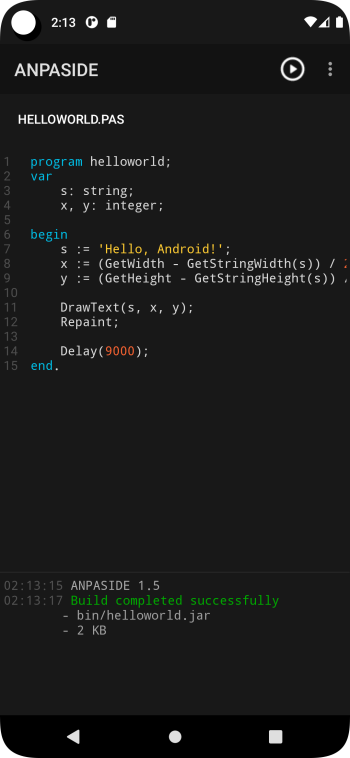 2:13
ANPASIDE
HELLOWORLD.PAS
1 program helloworld;
2 var
3     s: string;
4     x, y: integer;
5
6 begin
7     s := 'Hello, Android!';
8     x := (GetWidth - GetStringWidth(s)) /
9     y := (GetHeight - GetStringHeight(s))
10
11     DrawText(s, x, y);
12     Repaint;
13
14     Delay(9000);
15 end.
02:13:15 ANPASIDE 1.5
02:13:17 Build completed successfully
- bin/helloworld.jar
- 2 KB